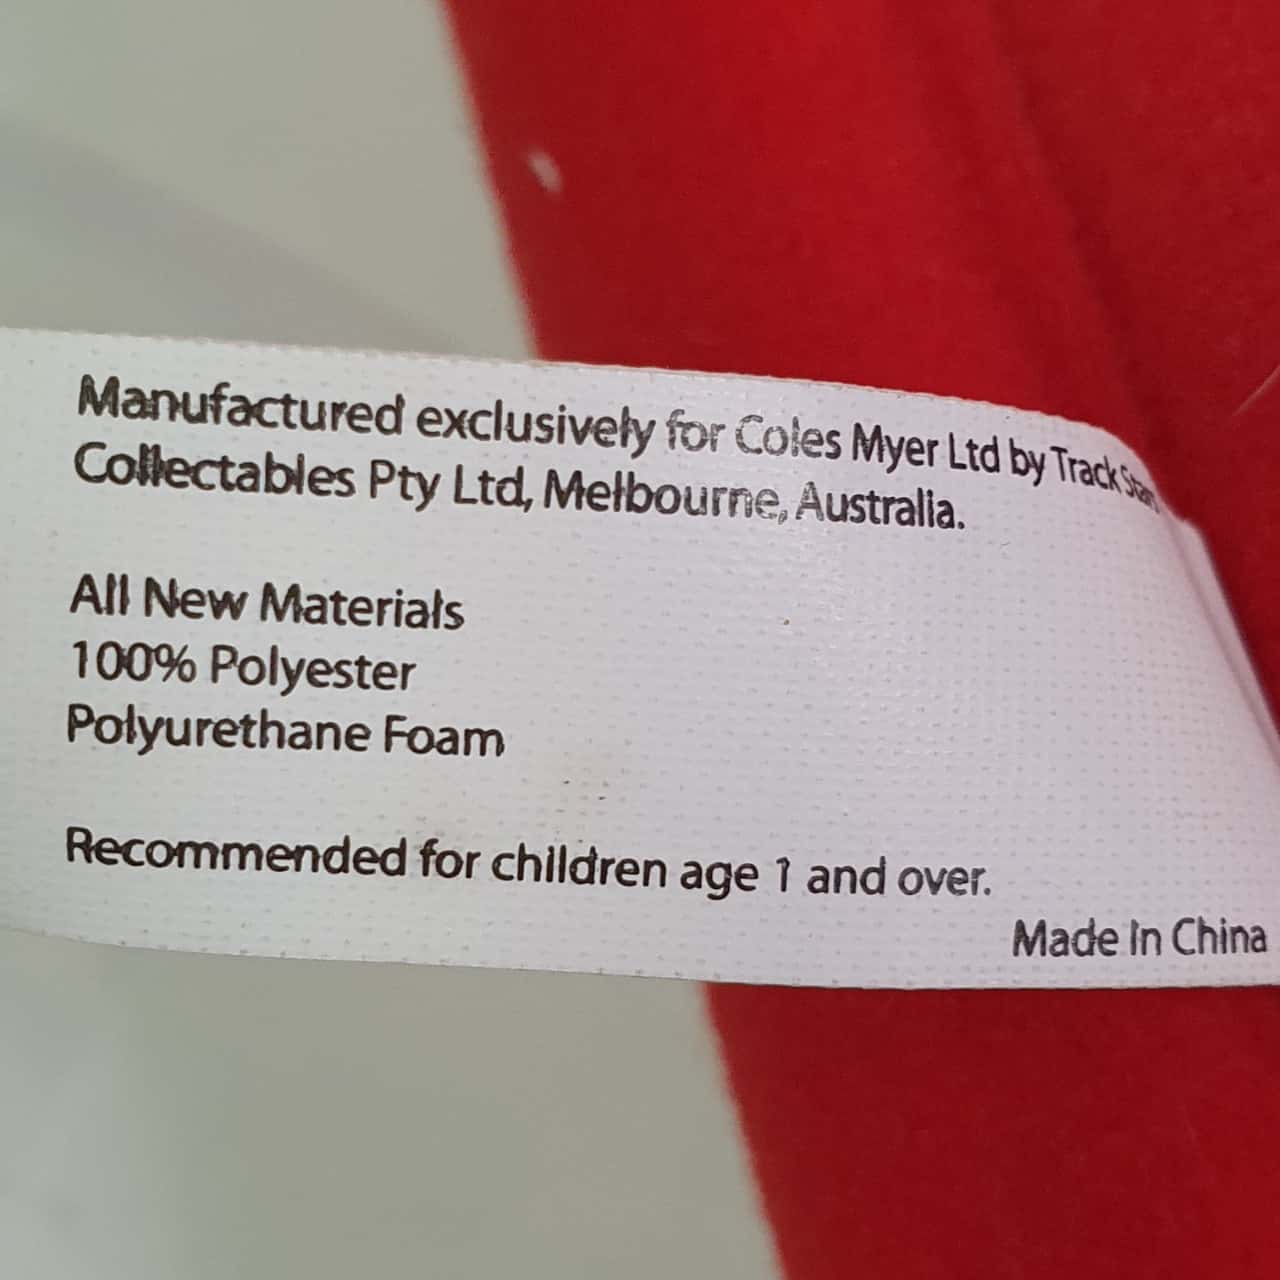 Manufactured exclusively for Coles Myer Ltd by Track Star
Collectables Pty Ltd, Melbourne, Australia.
All New Materials
100% Polyester
Polyurethane Foam
Recommended for children age 1 and over.
Made In China